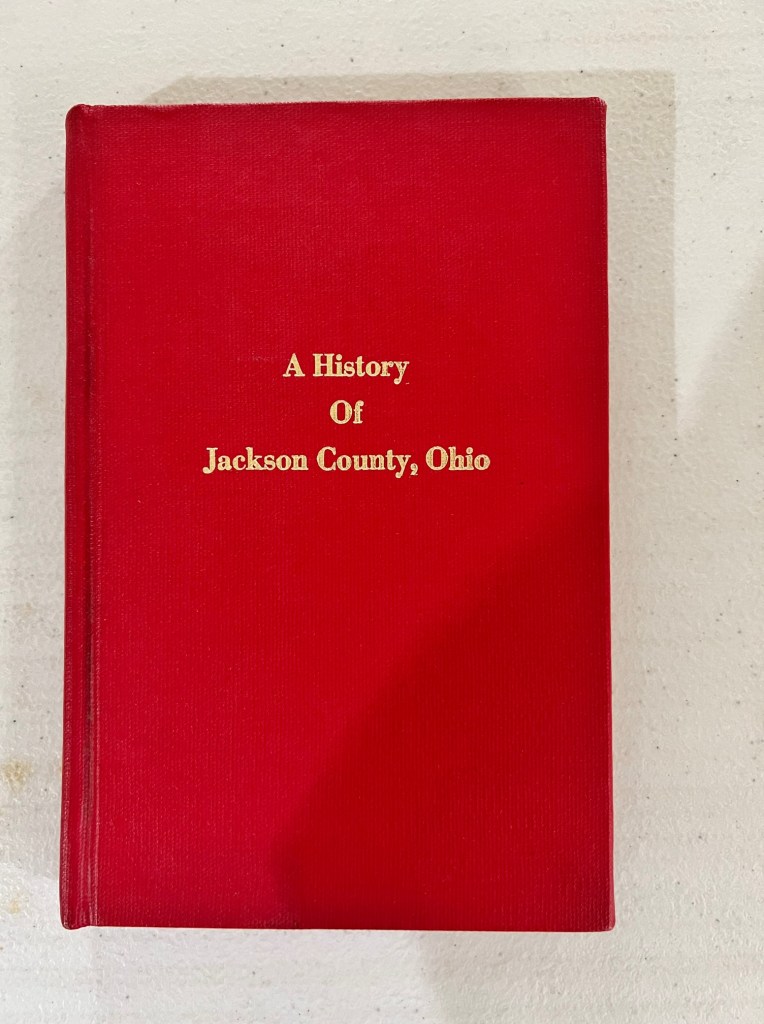 A History
Of
Jackson County, Ohio